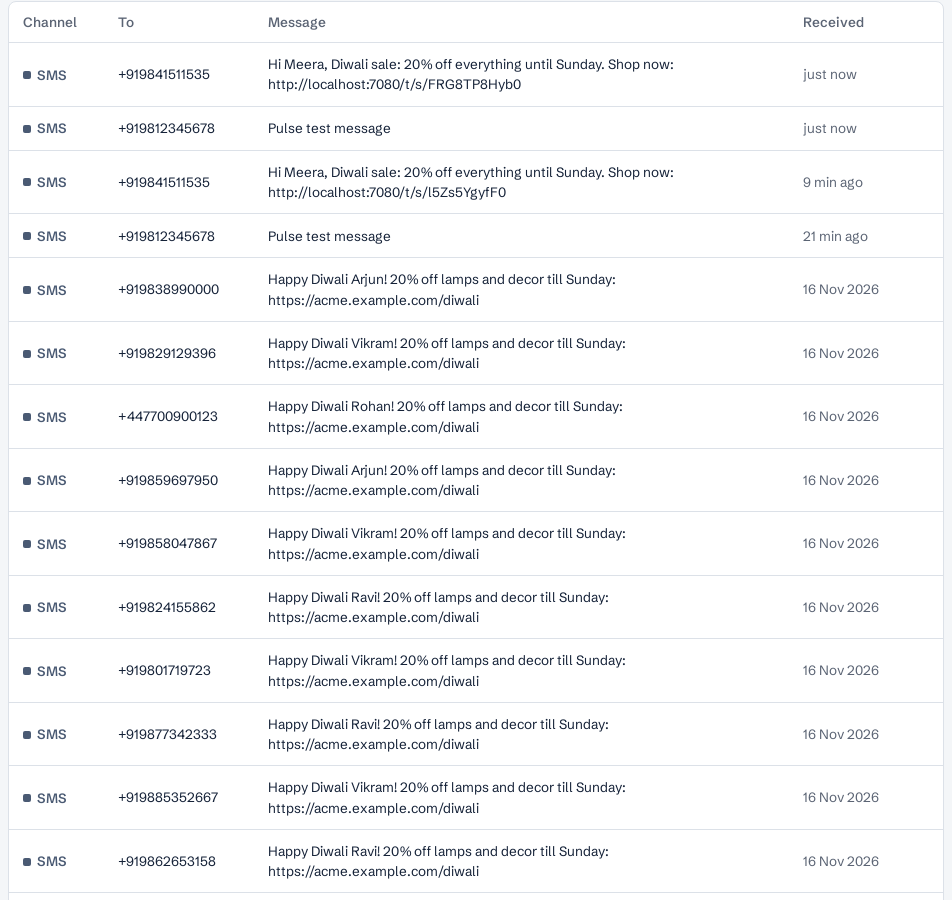 Channel To Message Received
Hi Meera, Diwali sale: 20% off everything until Sunday. Shop now:
SMS +919841511535 just now
http://localhost:7080/t/s/FRG8TP8Hyb0
SMS +919812345678 Pulse test message just now
Hi Meera, Diwali sale: 20% off everything until Sunday. Shop now:
SMS +919841511535 9 min ago
http://localhost:7080/t/s/l5Zs5YgyfF0
SMS +919812345678 Pulse test message 21 min ago
Happy Diwali Arjun! 20% off lamps and decor till Sunday:
SMS +919838990000 16 Nov 2026
https://acme.example.com/diwali
Happy Diwali Vikram! 20% off lamps and decor till Sunday:
SMS +919829129396 16 Nov 2026
https://acme.example.com/diwali
Happy Diwali Rohan! 20% off lamps and decor till Sunday:
SMS +447700900123 16 Nov 2026
https://acme.example.com/diwali
Happy Diwali Arjun! 20% off lamps and decor till Sunday:
SMS +919859697950 16 Nov 2026
https://acme.example.com/diwali
Happy Diwali Vikram! 20% off lamps and decor till Sunday:
SMS +919858047867 16 Nov 2026
https://acme.example.com/diwali
Happy Diwali Ravi! 20% off lamps and decor till Sunday:
SMS +919824155862 16 Nov 2026
https://acme.example.com/diwali
Happy Diwali Vikram! 20% off lamps and decor till Sunday:
SMS +919801719723 16 Nov 2026
https://acme.example.com/diwali
Happy Diwali Ravi! 20% off lamps and decor till Sunday:
SMS +919877342333 16 Nov 2026
https://acme.example.com/diwali
Happy Diwali Vikram! 20% off lamps and decor till Sunday:
SMS +919885352667 16 Nov 2026
https://acme.example.com/diwali
Happy Diwali Ravi! 20% off lamps and decor till Sunday:
SMS +919862653158 16 Nov 2026
https://acme.example.com/diwali